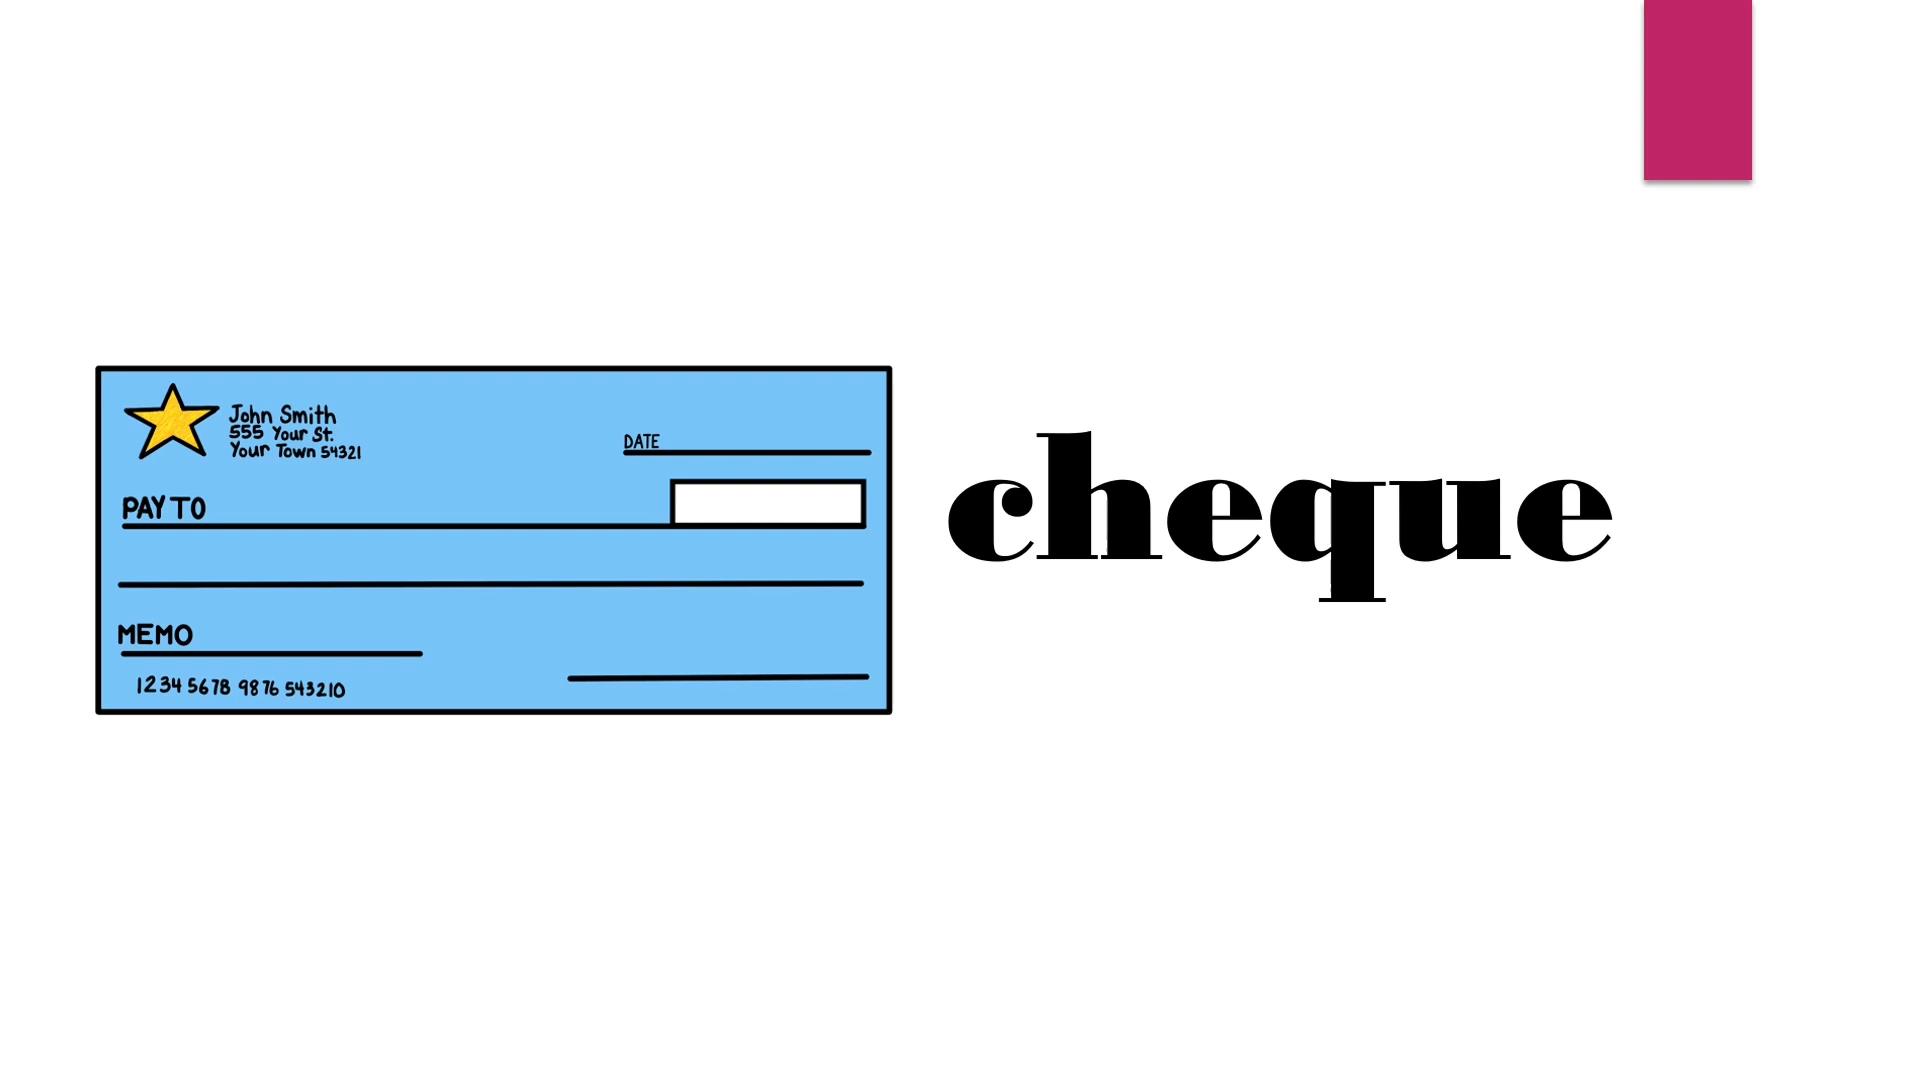 John Smith
555 Your St.
Your Town 54321
DATE
PAY TO
MEMO
1234 5678 9876 543210
cheque